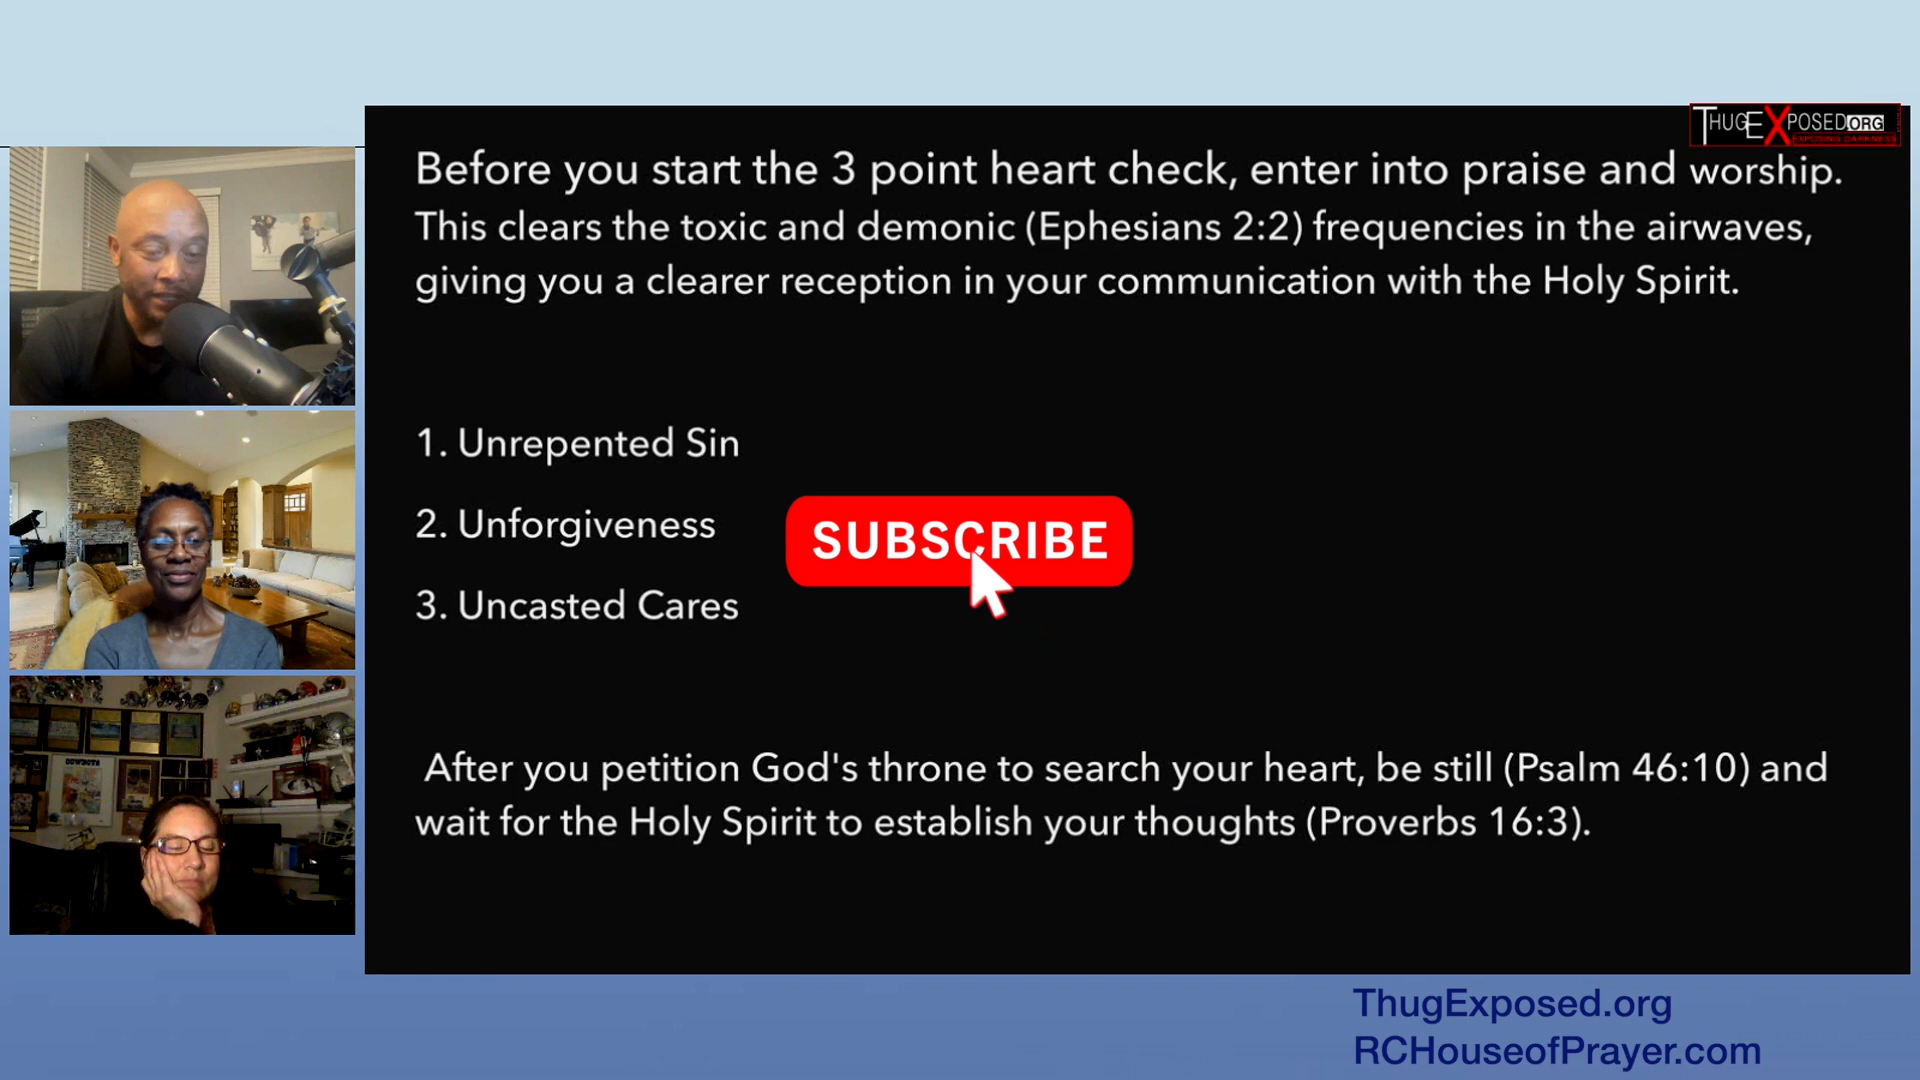 THUGEXPOSED.ORG
EXPOSING DARKNESS
Before you start the 3 point heart check, enter into praise and worship.
This clears the toxic and demonic (Ephesians 2:2) frequencies in the airwaves,
giving you a clearer reception in your communication with the Holy Spirit.
1. Unrepented Sin
2. Unforgiveness
SUBSCRIBE
3. Uncasted Cares
COWBOYS
After you petition God's throne to search your heart, be still (Psalm 46:10) and
wait for the Holy Spirit to establish your thoughts (Proverbs 16:3).
ThugExposed.org
RCHouseofPrayer.com